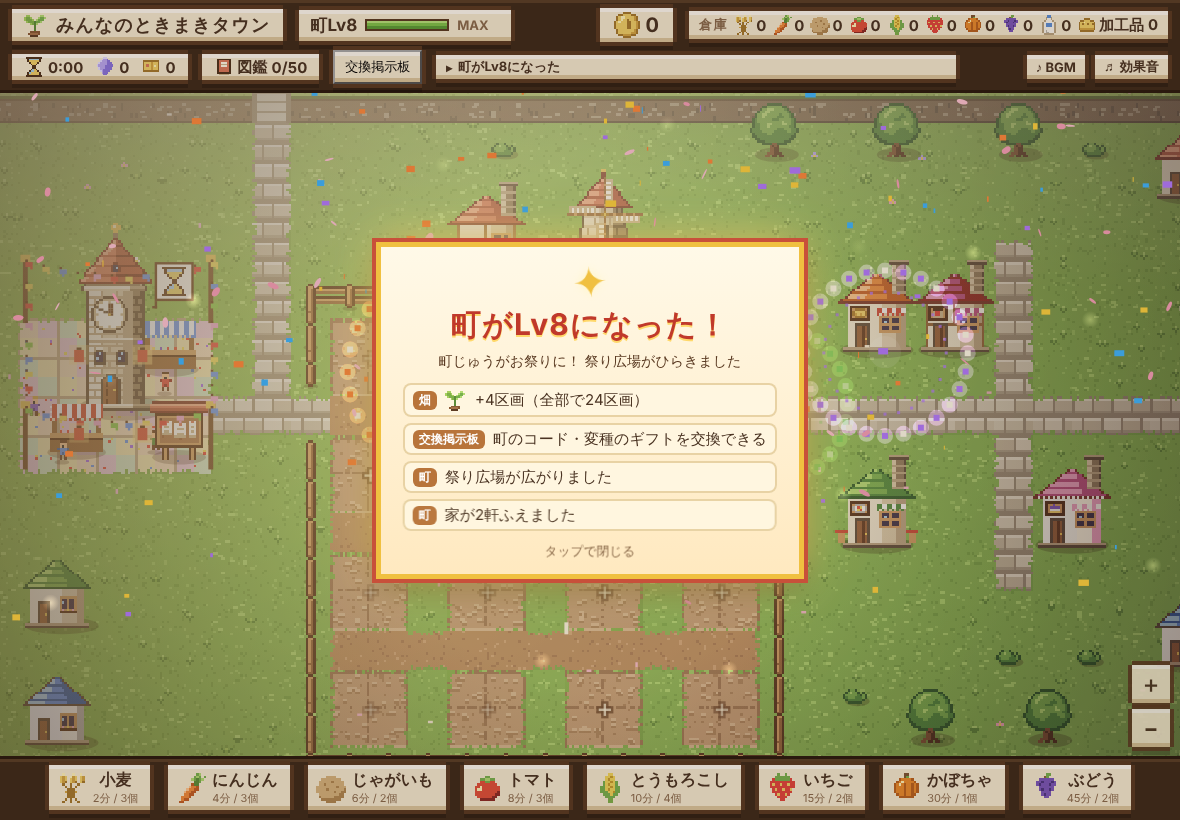 みんなのときまきタウン
町Lv8 MAX
0
倉庫 0 0 0 0 0 0 0 0 0 加工品 0
0:00 0 0
図鑑 0/50
交換掲示板
▸ 町がLv8になった
♪ BGM
♬ 効果音
町がLv8になった！
町じゅうがお祭りに！ 祭り広場がひらきました
畑 +4区画（全部で24区画）
交換掲示板 町のコード・変種のギフトを交換できる
町 祭り広場が広がりました
町 家が2軒ふえました
タップで閉じる
+
−
小麦
2分 / 3個
にんじん
4分 / 3個
じゃがいも
6分 / 2個
トマト
8分 / 3個
とうもろこし
10分 / 4個
いちご
15分 / 2個
かぼちゃ
30分 / 1個
ぶどう
45分 / 2個